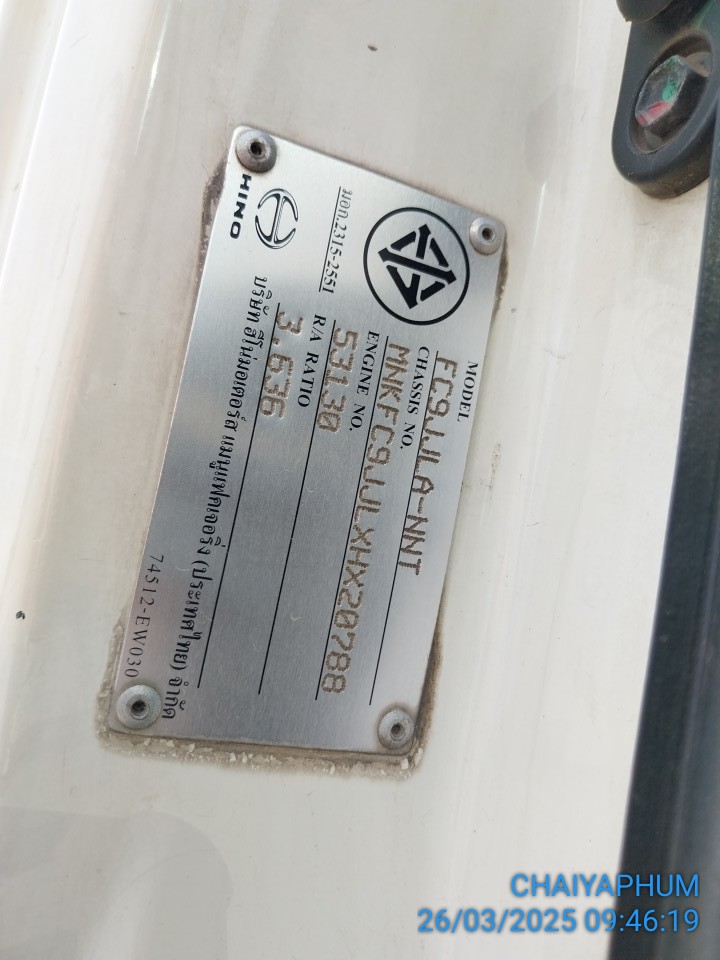 มอก.2315-2551
HINO
MODEL
FC9JJLA-NNT
CHASSIS NO.
MNKFC9JJLXHX20788
ENGINE NO.
53130
R/A RATIO
3.636
บริษัท ฮีโน่มอเตอร์ส แมนูแฟคเจอริ่ง (ประเทศไทย) จำกัด
74512-EW030
CHAIYAPHUM
26/03/2025 09:46:19